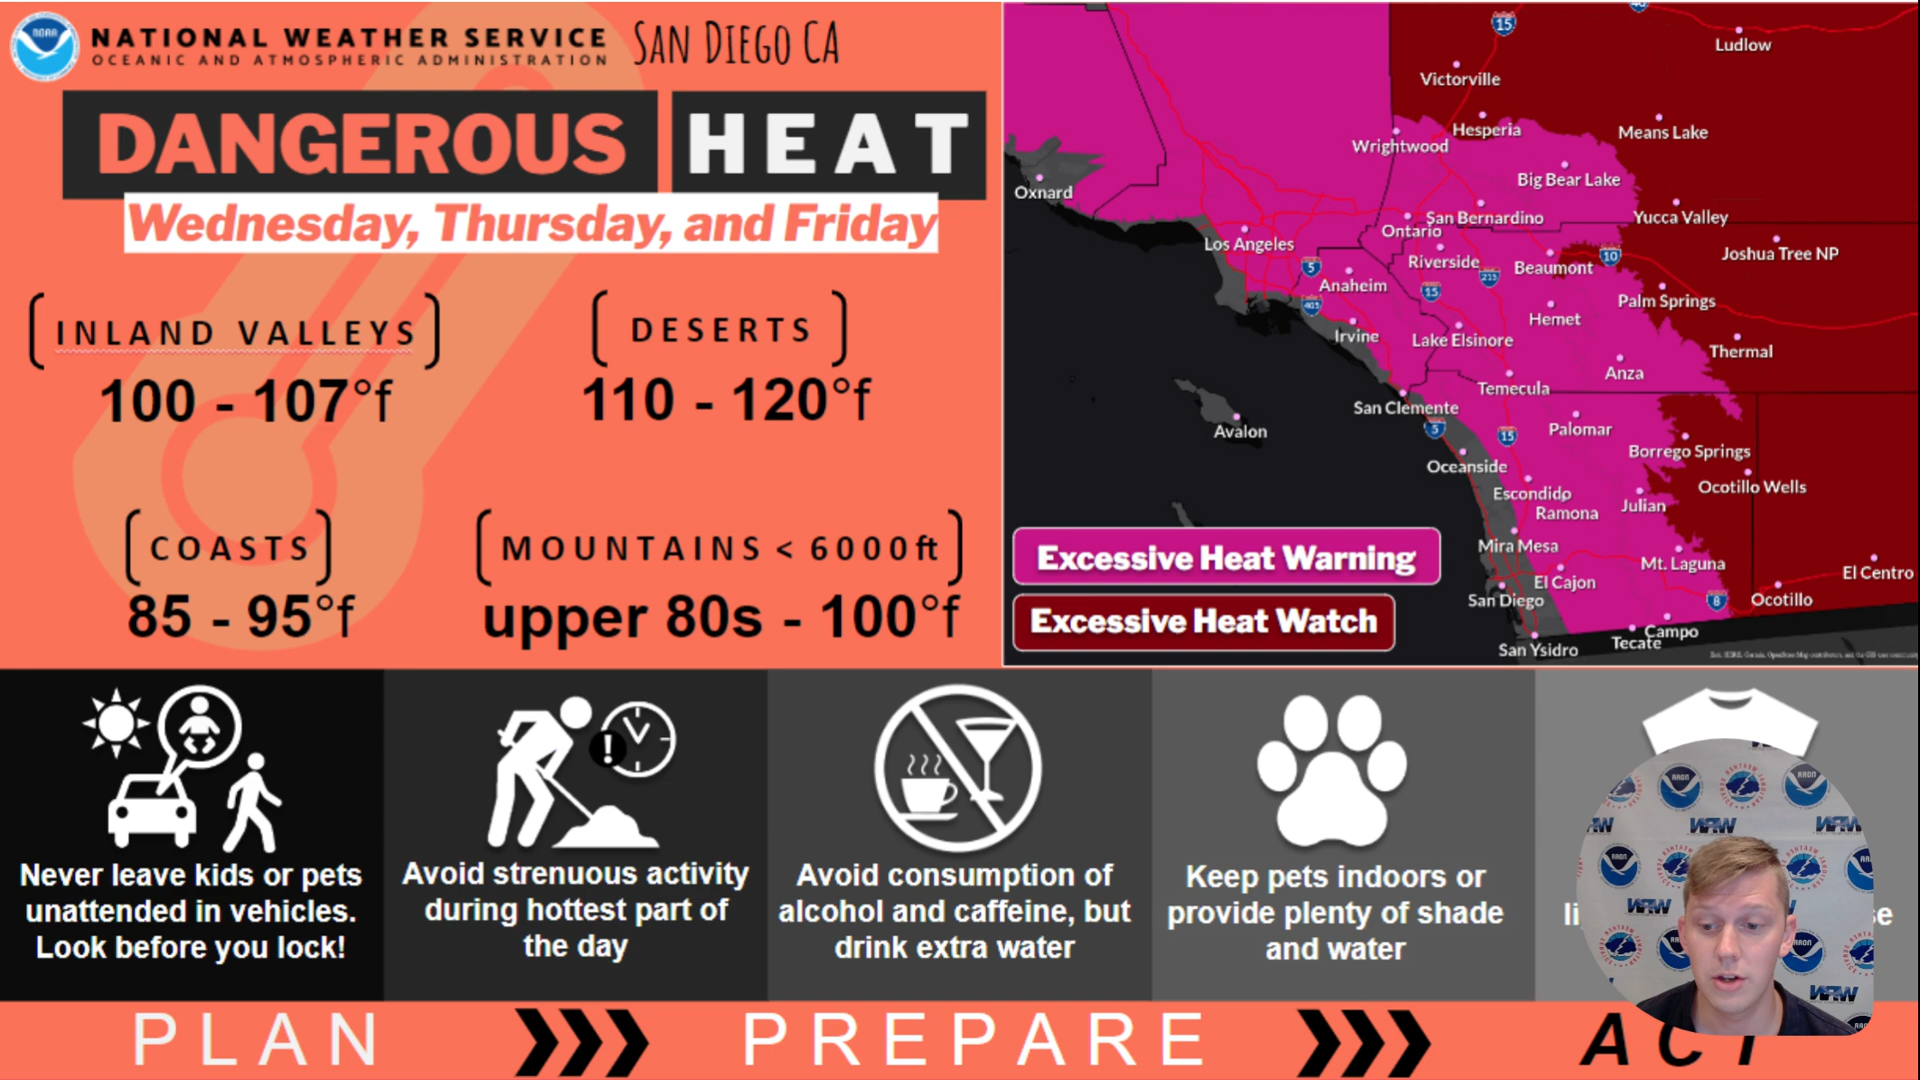 NOAA
NATIONAL WEATHER SERVICE
OCEANIC AND ATMOSPHERIC ADMINISTRATION
SAN DIEGO CA
DANGEROUS HEAT
Wednesday, Thursday, and Friday
INLAND VALLEYS
100 - 107°f
DESERTS
110 - 120°f
COASTS
85 - 95°f
MOUNTAINS < 6000ft
upper 80s - 100°f
15
Ludlow
Victorville
Hesperia
Means Lake
Wrightwood
Big Bear Lake
Oxnard
San Bernardino
Yucca Valley
Ontario
Los Angeles
Joshua Tree NP
Riverside
10
Beaumont
5
215
Anaheim
15
405
Palm Springs
Hemet
Irvine
Lake Elsinore
Thermal
Anza
Temecula
San Clemente
5
15
Palomar
Avalon
Borrego Springs
Oceanside
Ocotillo Wells
Escondido
Julian
Ramona
Mira Mesa
Mt. Laguna
El Cajon
El Centro
San Diego
8
Ocotillo
Campo
Tecate
San Ysidro
Excessive Heat Warning
Excessive Heat Watch
Never leave kids or pets
unattended in vehicles.
Look before you lock!
!
Avoid strenuous activity
during hottest part of
the day
Avoid consumption of
alcohol and caffeine, but
drink extra water
Keep pets indoors or
provide plenty of shade
and water
PLAN
PREPARE
ACT